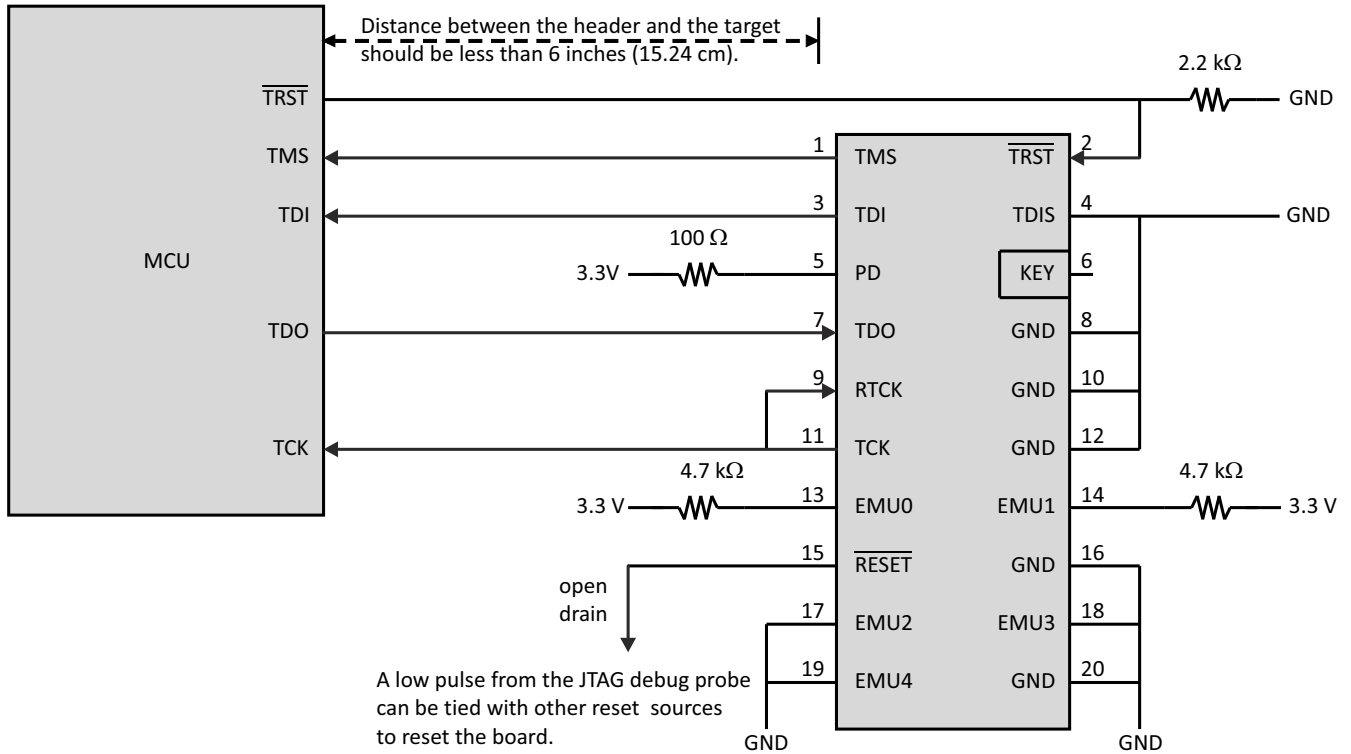 Distance between the header and the target
should be less than 6 inches (15.24 cm).
2.2 kΩ
TRST
GND
TMS
1
TMS
TRST
2
TDI
3
TDI
TDIS
4
GND
100 Ω
MCU
3.3V
5
PD
KEY
6
TDO
7
TDO
GND
8
9
RTCK
GND
10
TCK
11
TCK
GND
12
4.7 kΩ
4.7 kΩ
3.3 V
13
EMU0
EMU1
14
3.3 V
15
RESET
GND
16
open
drain
17
EMU2
EMU3
18
A low pulse from the JTAG debug probe
can be tied with other reset sources
to reset the board.
19
EMU4
GND
20
GND
GND